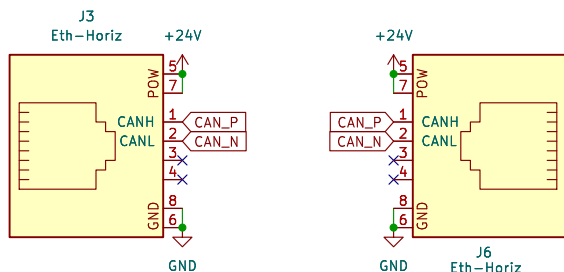 J3
Eth-Horiz
+24V
5
7
POW
CANH
1
CAN_P
CANL
2
CAN_N
3
4
8
6
GND
GND
+24V
5
7
POW
CAN_P
1
CANH
CAN_N
2
CANL
3
4
8
6
GND
GND
J6
Eth-Horiz